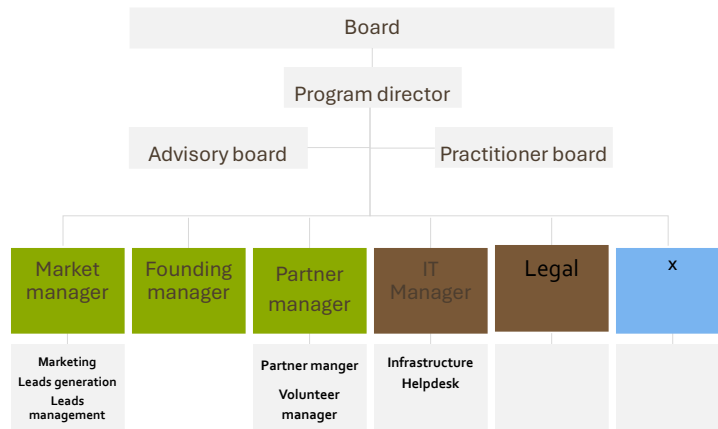 Board
Program director
Advisory board
Practitioner board
Market
manager
Founding
manager
Partner
manager
IT
Manager
Legal
x
Marketing
Leads generation
Leads
management
Partner manger
Volunteer
manager
Infrastructure
Helpdesk